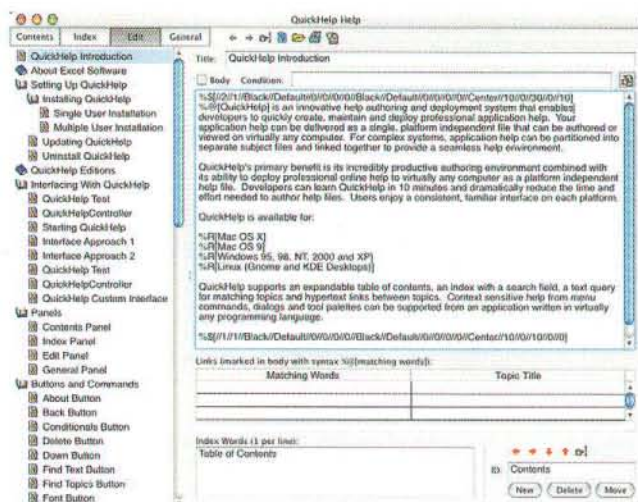 QuickHelp Help
Contents Index Edit General
QuickHelp Introduction
About Excel Software
Setting Up QuickHelp
Installing QuickHelp
Single User Installation
Multiple User Installation
Updating QuickHelp
Uninstall QuickHelp
QuickHelp Editions
Interfacing With QuickHelp
QuickHelp Test
QuickHelpController
Starting QuickHelp
Interface Approach 1
Interface Approach 2
QuickHelp Test
QuickHelpController
QuickHelp Custom Interface
Panels
Contents Panel
Index Panel
Edit Panel
General Panel
Buttons and Commands
About Button
Back Button
Conditionals Button
Delete Button
Down Button
Find Text Button
Find Topics Button
Font Button
Title: QuickHelp Introduction
Body Condition:
%S[//2//1//Black//Default//0//0//0//0//Black//Default//0//0//0//0//Center//10//0//30//0//10]
%@[QuickHelp] is an innovative help authoring and deployment system that enables
developers to quickly create, maintain and deploy professional application help. Your
application help can be delivered as a single, platform independent file that can be authored or
viewed on virtually any computer. For complex systems, application help can be partitioned into
separate subject files and linked together to provide a seamless help environment.
QuickHelp's primary benefit is its incredibly productive authoring environment combined with
its ability to deploy professional online help to virtually any computer as a platform independent
help file. Developers can learn QuickHelp in 10 minutes and dramatically reduce the time and
effort needed to author help files. Users enjoy a consistent, familiar interface on each platform.
QuickHelp is available for:
%R[Mac OS X]
%R[Mac OS 9]
%R[Windows 95, 98, NT, 2000 and XP]
%R[Linux (Gnome and KDE Desktops)]
QuickHelp supports an expandable table of contents, an index with a search field, a text query
for matching topics and hypertext links between topics. Context sensitive help from menu
commands, dialogs and tool palettes can be supported from an application written in virtually
any programming language.
%S[//1//1//Black//Default//0//0//0//0//Black//Default//0//0//0//0//Center//10//0//10//0//0]
Links (marked in body with syntax %@[matching words]):
Matching Words Topic Title
Index Words (1 per line):
Table of Contents
ID: Contents
New Delete Move